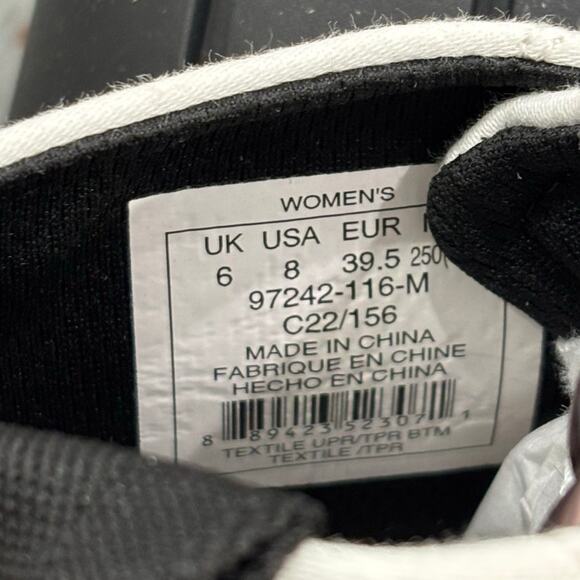 WOMEN'S
UK USA EUR
6 8 39.5 250
97242-116-M
C22/156
MADE IN CHINA
FABRIQUE EN CHINE
HECHO EN CHINA
8 89423 52307 1
TEXTILE UPR/TPR BTM
TEXTILE /TPR